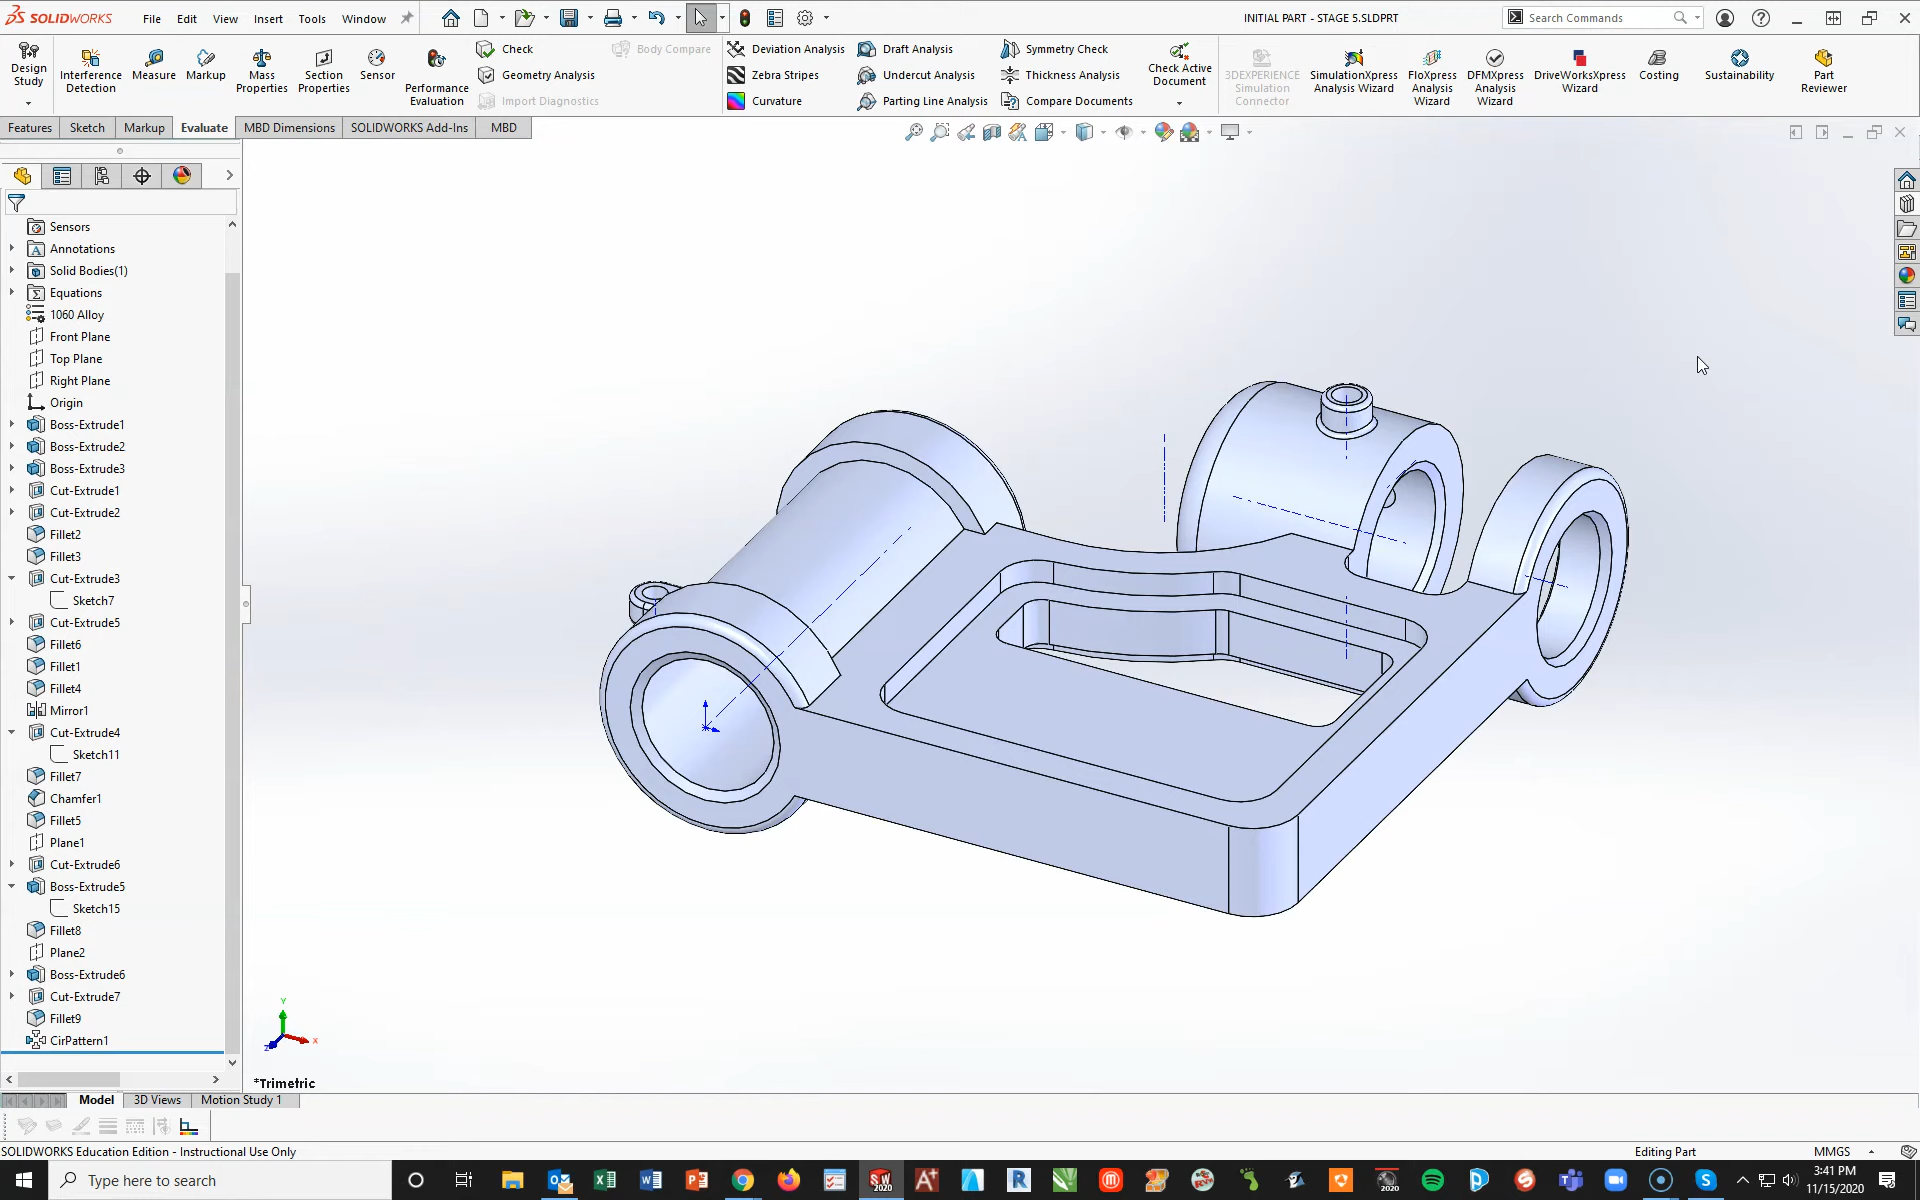 SOLIDWORKS
File Edit View Insert Tools Window
INITIAL PART - STAGE 5.SLDPRT
Search Commands
Design Study
Interference Detection
Measure
Markup
Mass Properties
Section Properties
Sensor
Performance Evaluation
Check
Geometry Analysis
Import Diagnostics
Body Compare
Deviation Analysis
Zebra Stripes
Curvature
Draft Analysis
Undercut Analysis
Parting Line Analysis
Symmetry Check
Thickness Analysis
Compare Documents
Check Active Document
3DEXPERIENCE Simulation Connector
SimulationXpress Analysis Wizard
FloXpress Analysis Wizard
DFMXpress Analysis Wizard
DriveWorksXpress Wizard
Costing
Sustainability
Part Reviewer
Features Sketch Markup Evaluate MBD Dimensions SOLIDWORKS Add-Ins MBD
Sensors
Annotations
Solid Bodies(1)
Equations
1060 Alloy
Front Plane
Top Plane
Right Plane
Origin
Boss-Extrude1
Boss-Extrude2
Boss-Extrude3
Cut-Extrude1
Cut-Extrude2
Fillet2
Fillet3
Cut-Extrude3
Sketch7
Cut-Extrude5
Fillet6
Fillet1
Fillet4
Mirror1
Cut-Extrude4
Sketch11
Fillet7
Chamfer1
Fillet5
Plane1
Cut-Extrude6
Boss-Extrude5
Sketch15
Fillet8
Plane2
Boss-Extrude6
Cut-Extrude7
Fillet9
CirPattern1
Y
X
Z
*Trimetric
Model 3D Views Motion Study 1
SOLIDWORKS Education Edition - Instructional Use Only
Editing Part
MMGS
Type here to search
3:41 PM
11/15/2020